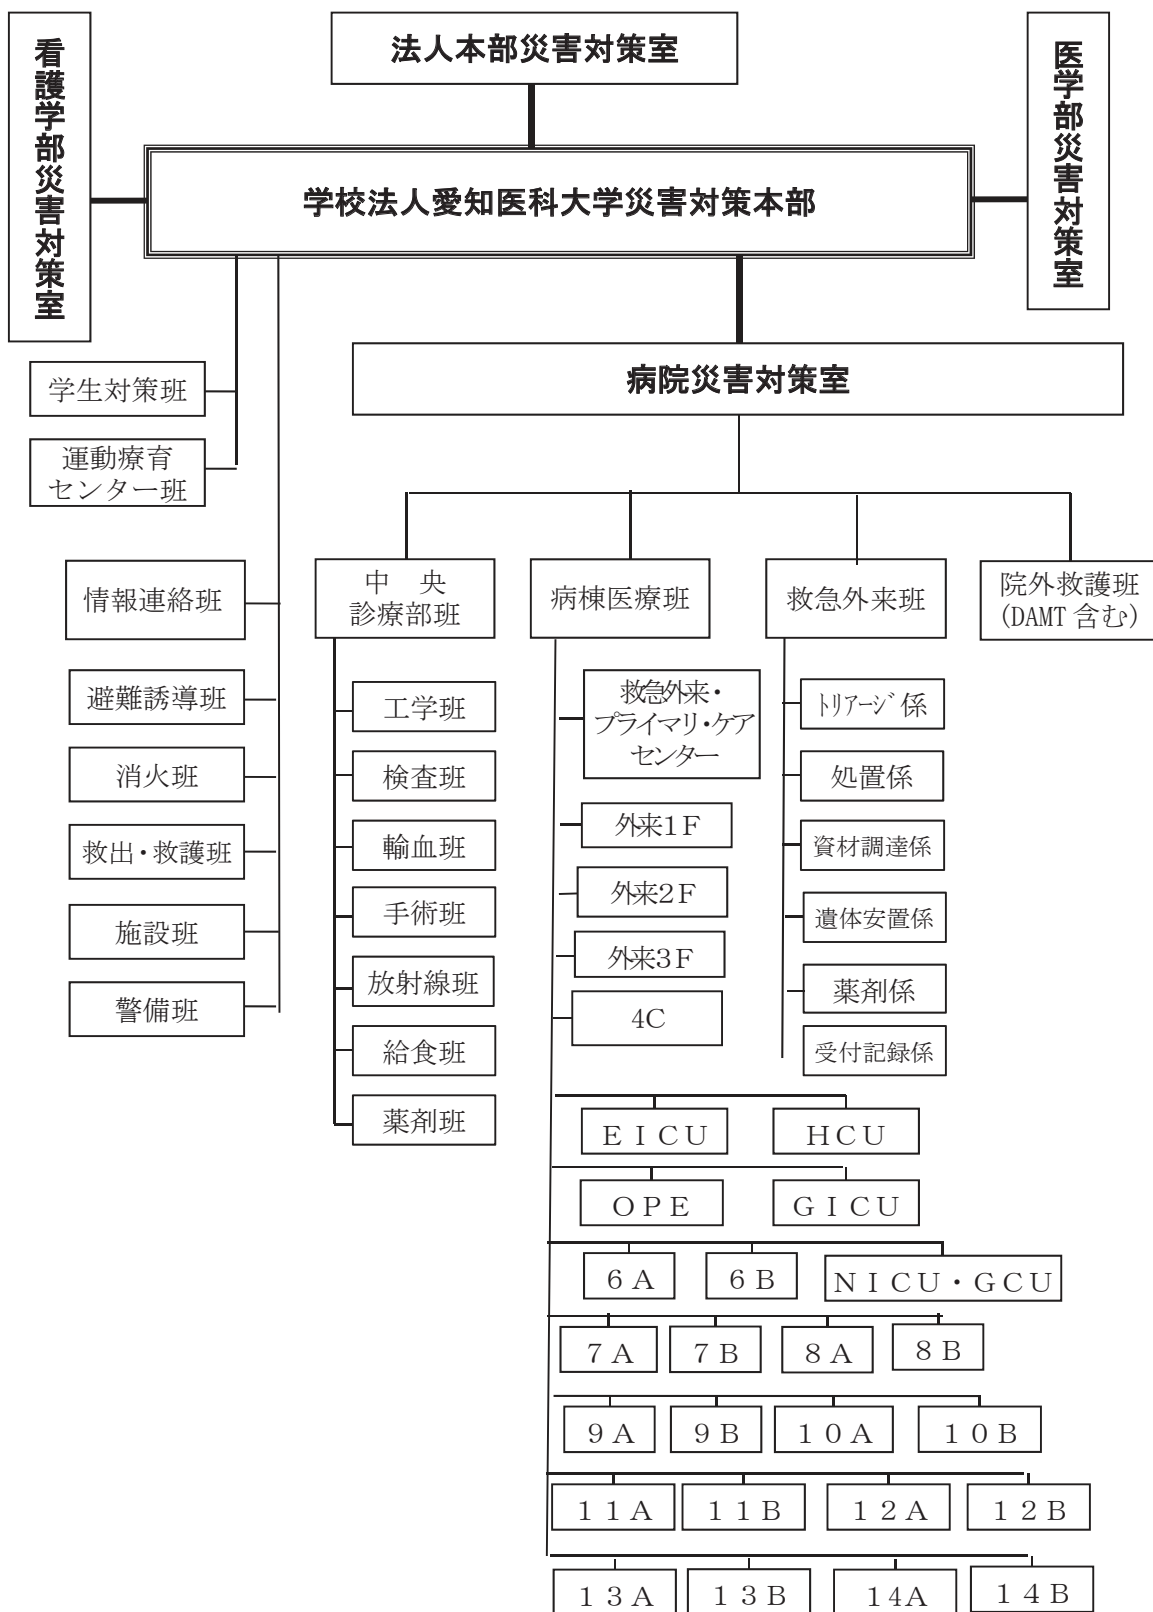 法人本部災害対策室
看護学部災害対策室
医学部災害対策室
学校法人愛知医科大学災害対策本部
病院災害対策室
学生対策班
運動療育
センター班
情報連絡班
避難誘導班
消火班
救出・救護班
施設班
警備班
中　央
診療部班
工学班
検査班
輸血班
手術班
放射線班
給食班
薬剤班
病棟医療班
救急外来・
プライマリ・ケア
センター
外来1F
外来2F
外来3F
4C
ＥＩＣＵ
ＨＣＵ
ＯＰＥ
ＧＩＣＵ
６Ａ
６Ｂ
ＮＩＣＵ・ＧＣＵ
７Ａ
７Ｂ
８Ａ
８Ｂ
９Ａ
９Ｂ
１０Ａ
１０Ｂ
１１Ａ
１１Ｂ
１２Ａ
１２Ｂ
１３Ａ
１３Ｂ
14Ａ
１４Ｂ
救急外来班
ﾄﾘｱｰｼﾞ係
処置係
資材調達係
遺体安置係
薬剤係
受付記録係
院外救護班
(DAMT 含む)